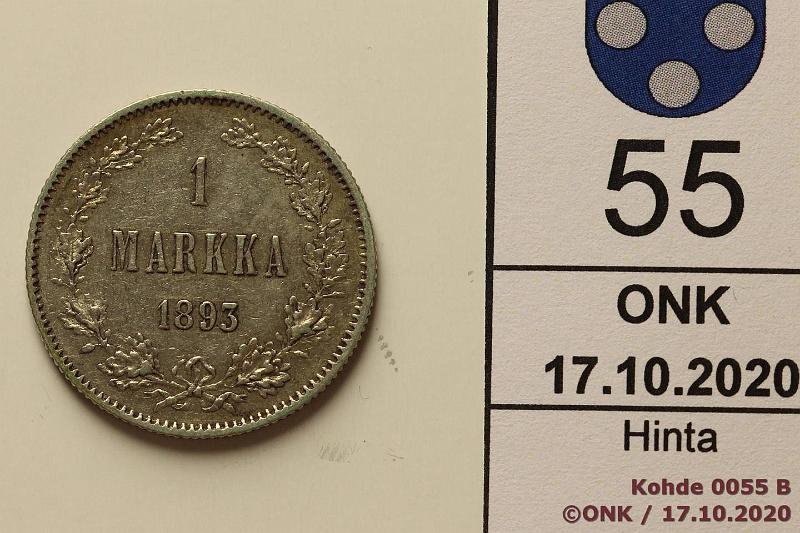 1
MARKKA
1893
55
ONK
17.10.2020
Hinta
Kohde 0055 B
©ONK / 17.10.2020